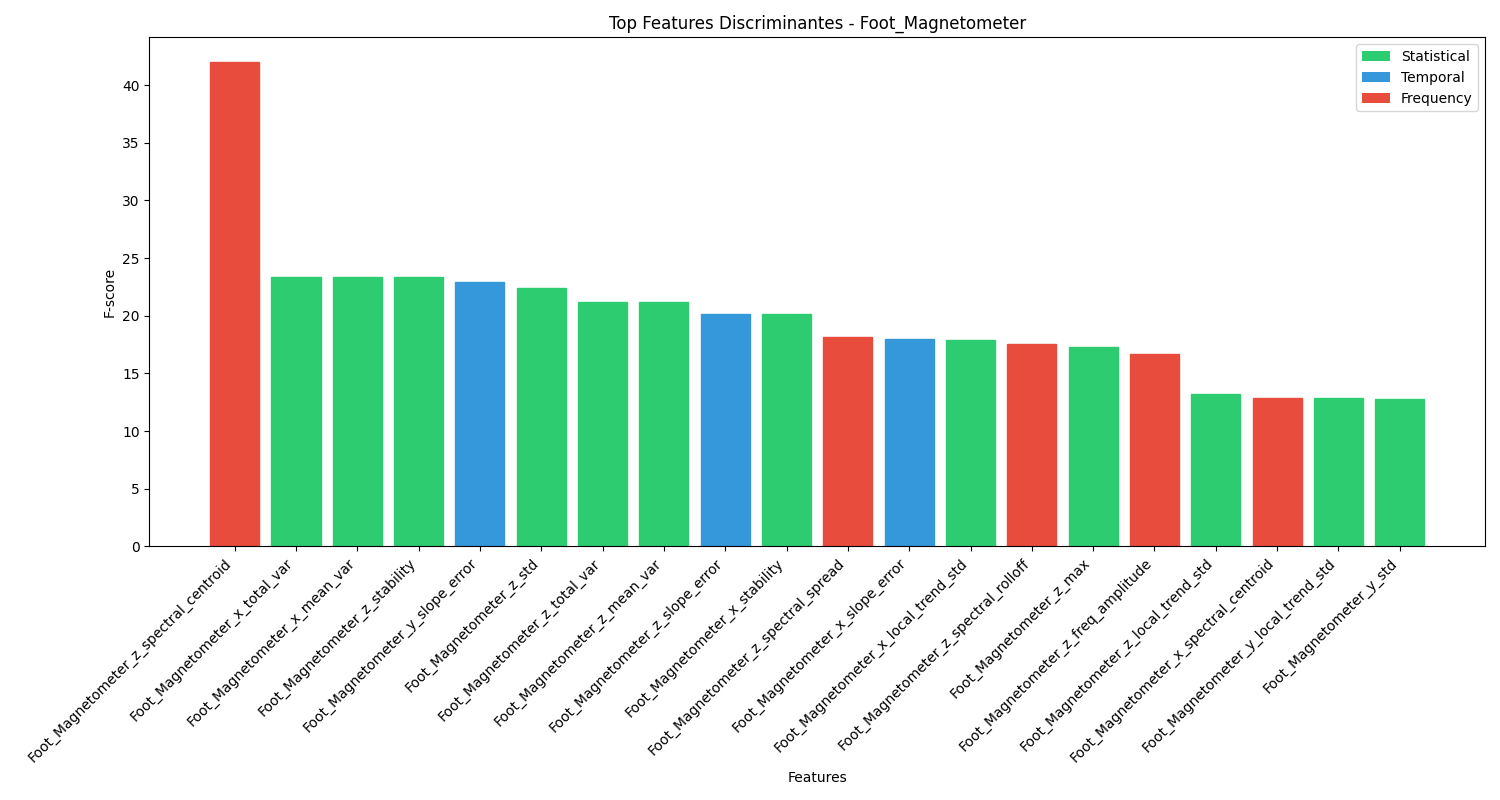 Top Features Discriminantes - Foot_Magnetometer
Statistical
Temporal
Frequency
F-score
40
35
30
25
20
15
10
5
0
Foot_Magnetometer_z_spectral_centroid
Foot_Magnetometer_x_total_var
Foot_Magnetometer_x_mean_var
Foot_Magnetometer_z_stability
Foot_Magnetometer_y_slope_error
Foot_Magnetometer_z_std
Foot_Magnetometer_z_total_var
Foot_Magnetometer_z_mean_var
Foot_Magnetometer_z_slope_error
Foot_Magnetometer_x_stability
Foot_Magnetometer_z_spectral_spread
Foot_Magnetometer_x_slope_error
Foot_Magnetometer_x_local_trend_std
Foot_Magnetometer_z_spectral_rolloff
Foot_Magnetometer_z_max
Foot_Magnetometer_z_freq_amplitude
Foot_Magnetometer_z_local_trend_std
Foot_Magnetometer_x_spectral_centroid
Foot_Magnetometer_y_local_trend_std
Foot_Magnetometer_y_std
Features